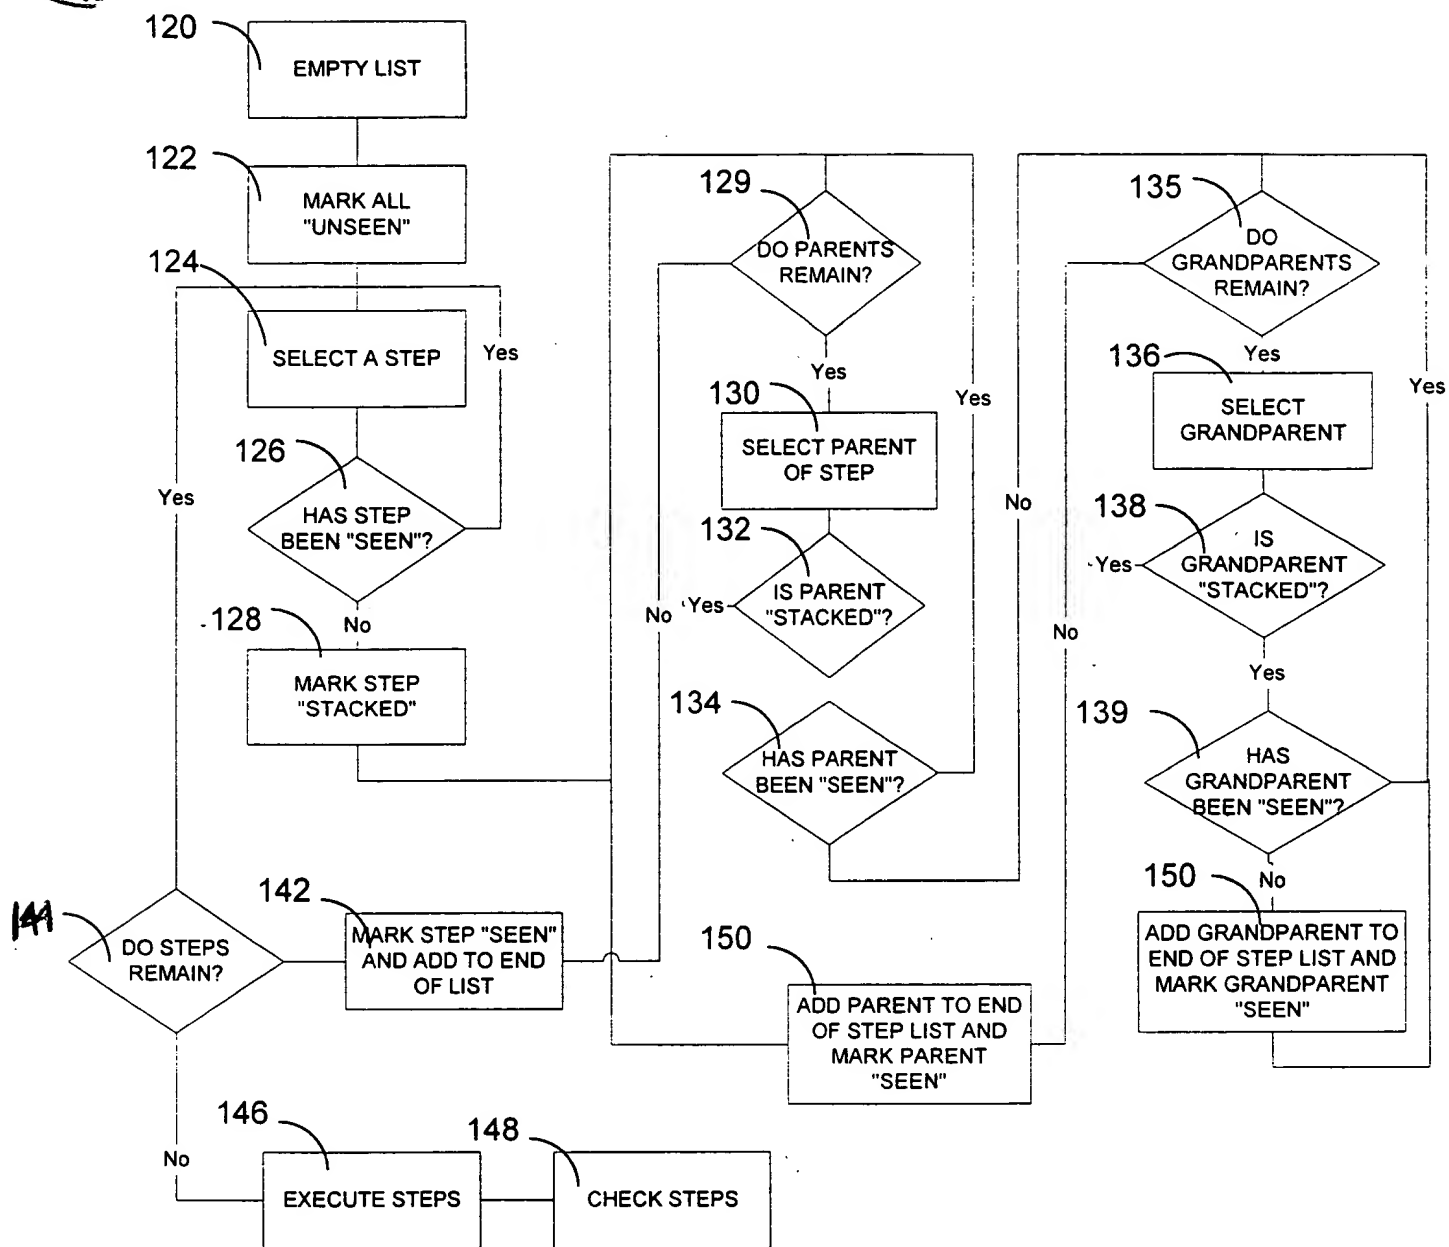 120
EMPTY LIST
122
MARK ALL
"UNSEEN"
124
SELECT A STEP
Yes
126
HAS STEP
BEEN "SEEN"?
Yes
No
128
MARK STEP
"STACKED"
129
DO PARENTS
REMAIN?
Yes
130
SELECT PARENT
OF STEP
Yes
132
IS PARENT
"STACKED"?
Yes
No
134
HAS PARENT
BEEN "SEEN"?
No
135
DO
GRANDPARENTS
REMAIN?
Yes
136
SELECT
GRANDPARENT
Yes
138
IS
GRANDPARENT
"STACKED"?
Yes
No
Yes
139
HAS
GRANDPARENT
BEEN "SEEN"?
No
150
ADD GRANDPARENT TO
END OF STEP LIST AND
MARK GRANDPARENT
"SEEN"
144
DO STEPS
REMAIN?
142
MARK STEP "SEEN"
AND ADD TO END
OF LIST
150
ADD PARENT TO END
OF STEP LIST AND
MARK PARENT
"SEEN"
No
146
EXECUTE STEPS
148
CHECK STEPS